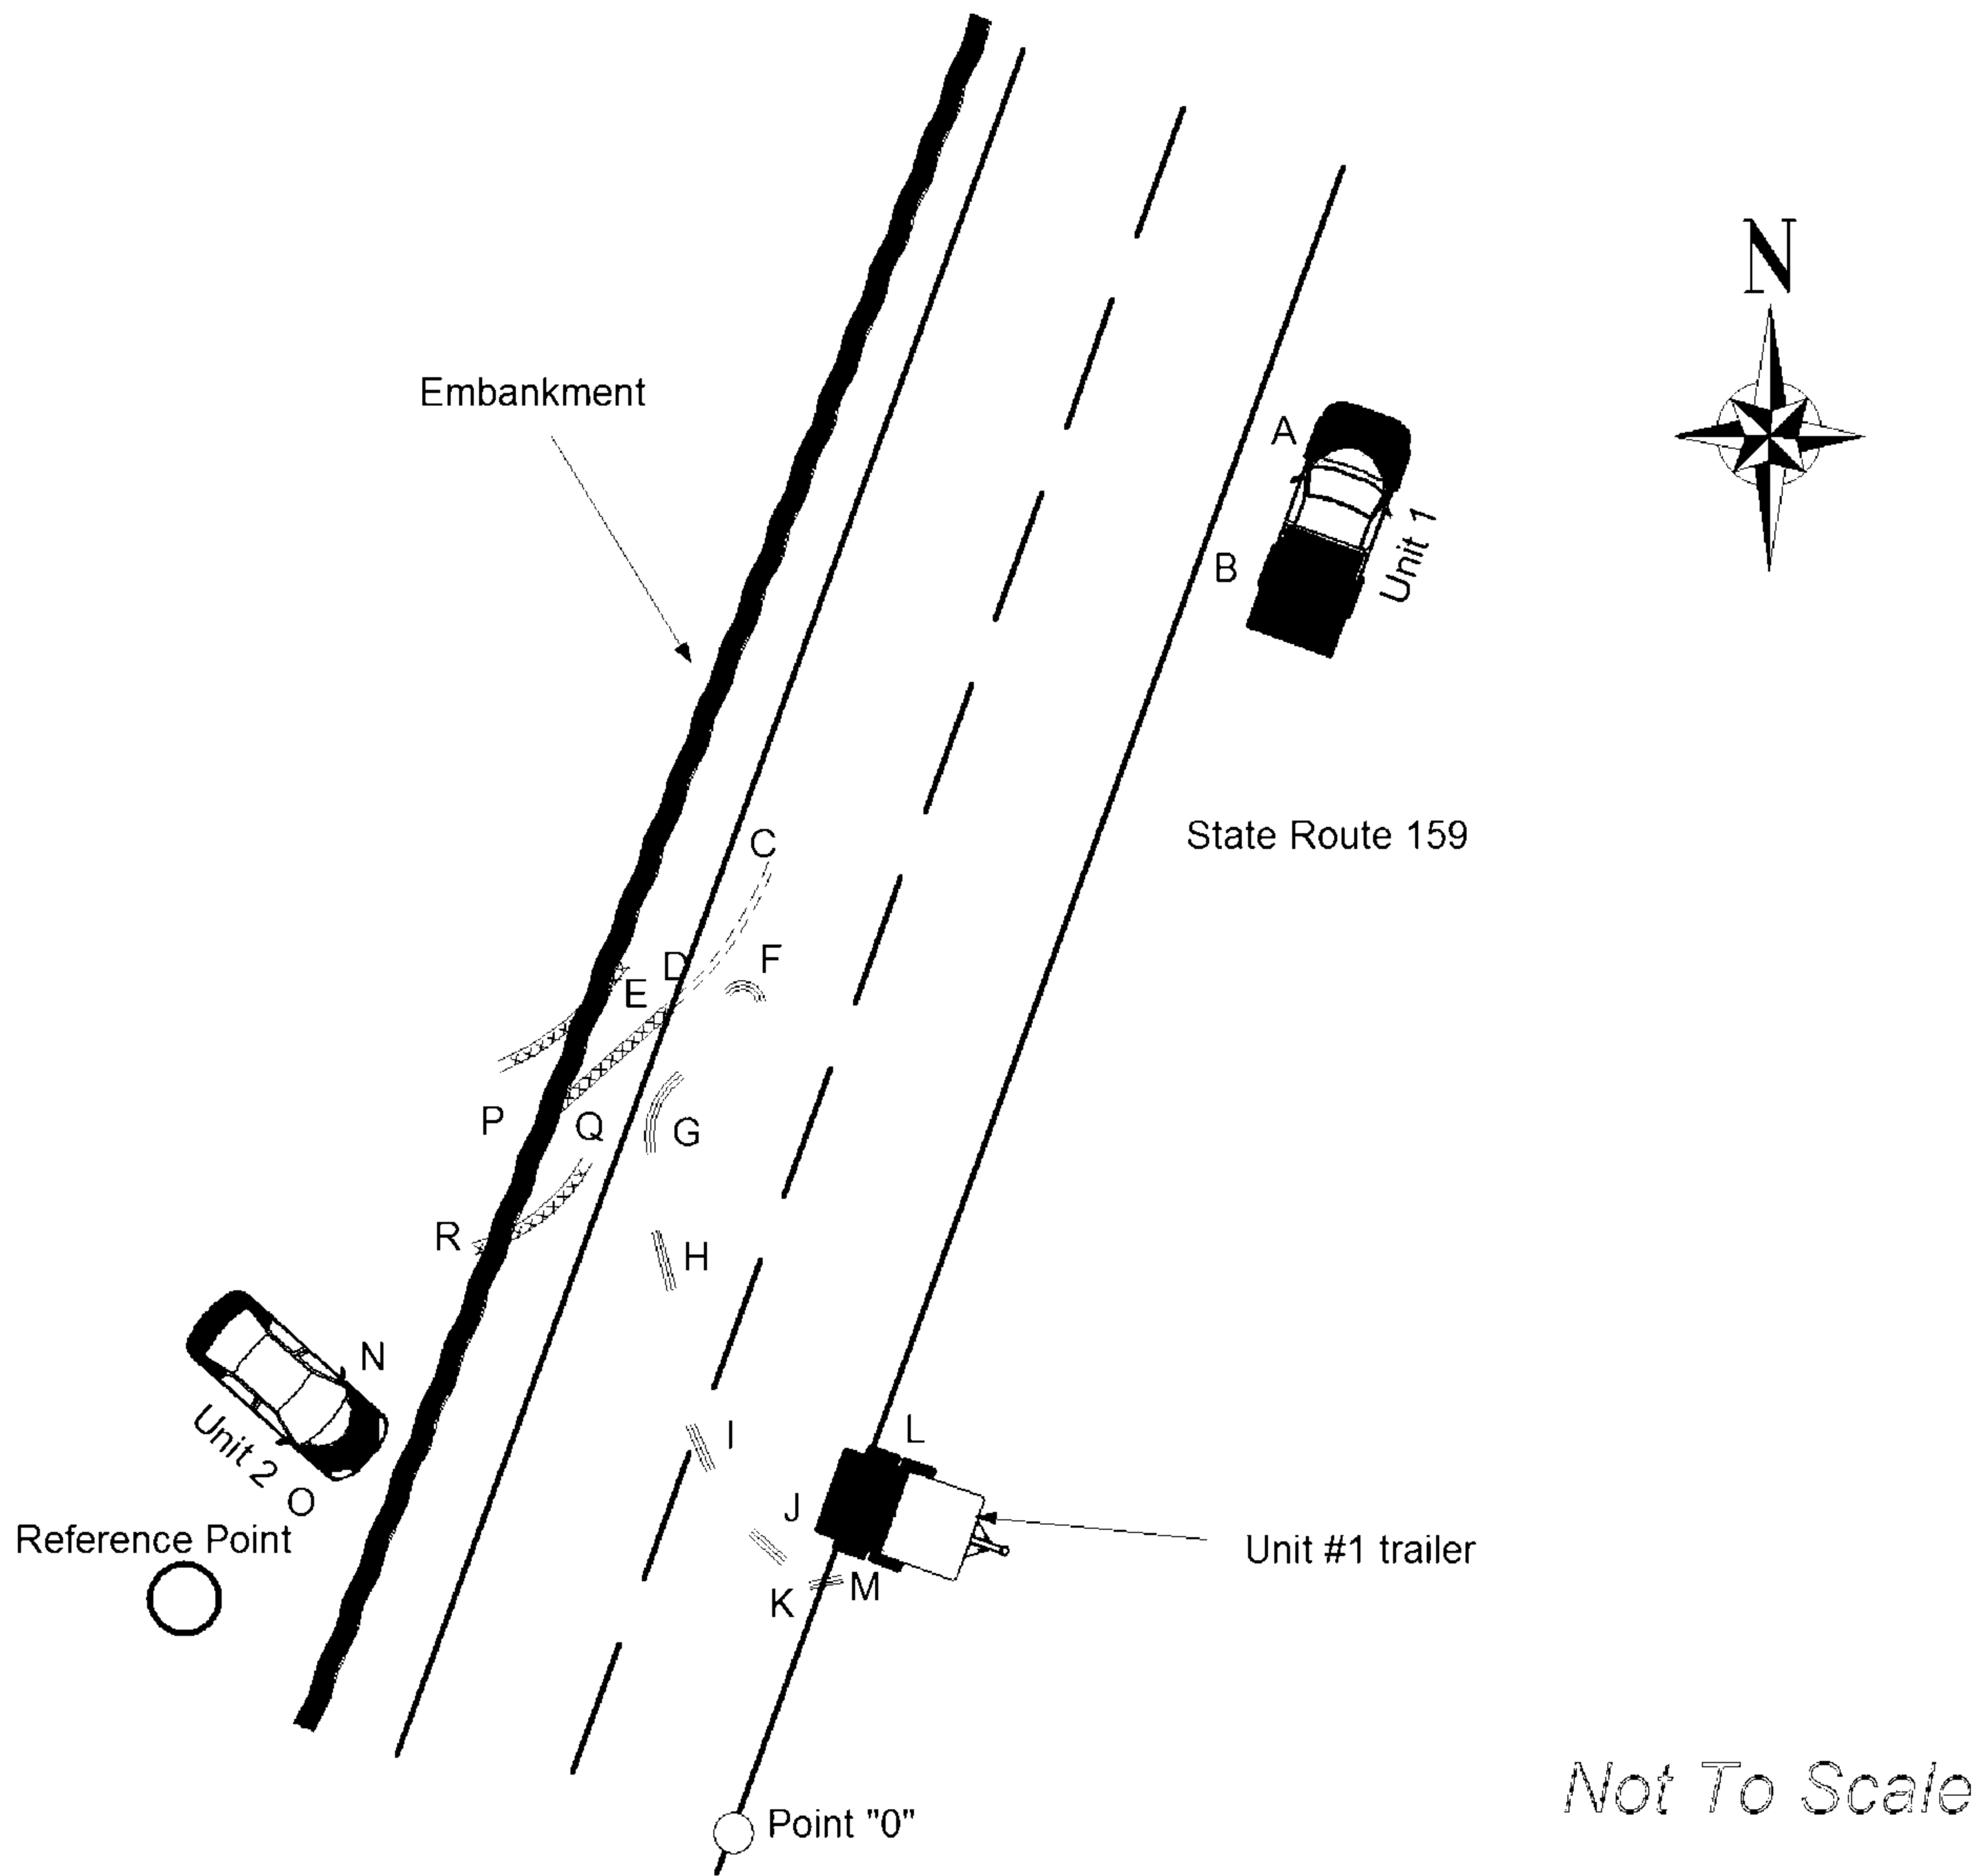 N
Embankment
A
B
Unit 1
State Route 159
C
D
F
E
P
Q
G
R
H
N
Unit 2
O
I
L
J
Reference Point
Unit #1 trailer
K
M
Point "0"
Not To Scale